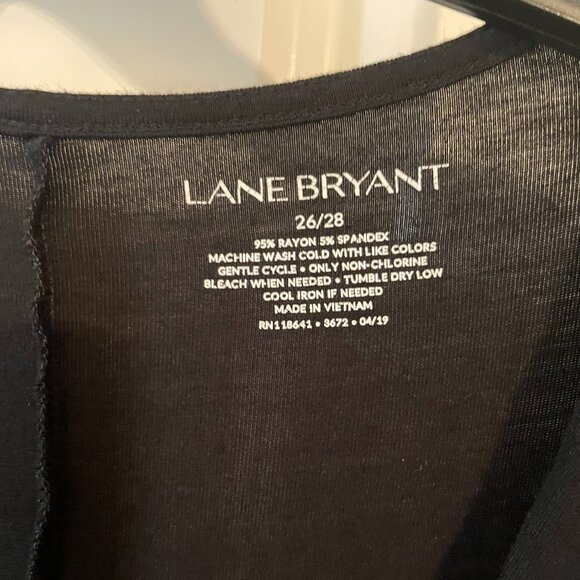 LANE BRYANT
26/28
95% RAYON 5% SPANDEX
MACHINE WASH COLD WITH LIKE COLORS
GENTLE CYCLE • ONLY NON-CHLORINE
BLEACH WHEN NEEDED • TUMBLE DRY LOW
COOL IRON IF NEEDED
MADE IN VIETNAM
RN118641 • 3672 • 04/19